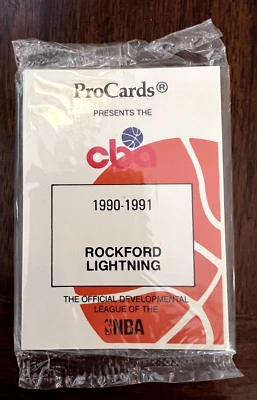 ProCards®
PRESENTS THE
cba
1990-1991
ROCKFORD
LIGHTNING
THE OFFICIAL DEVELOPMENTAL
LEAGUE OF THE
NBA